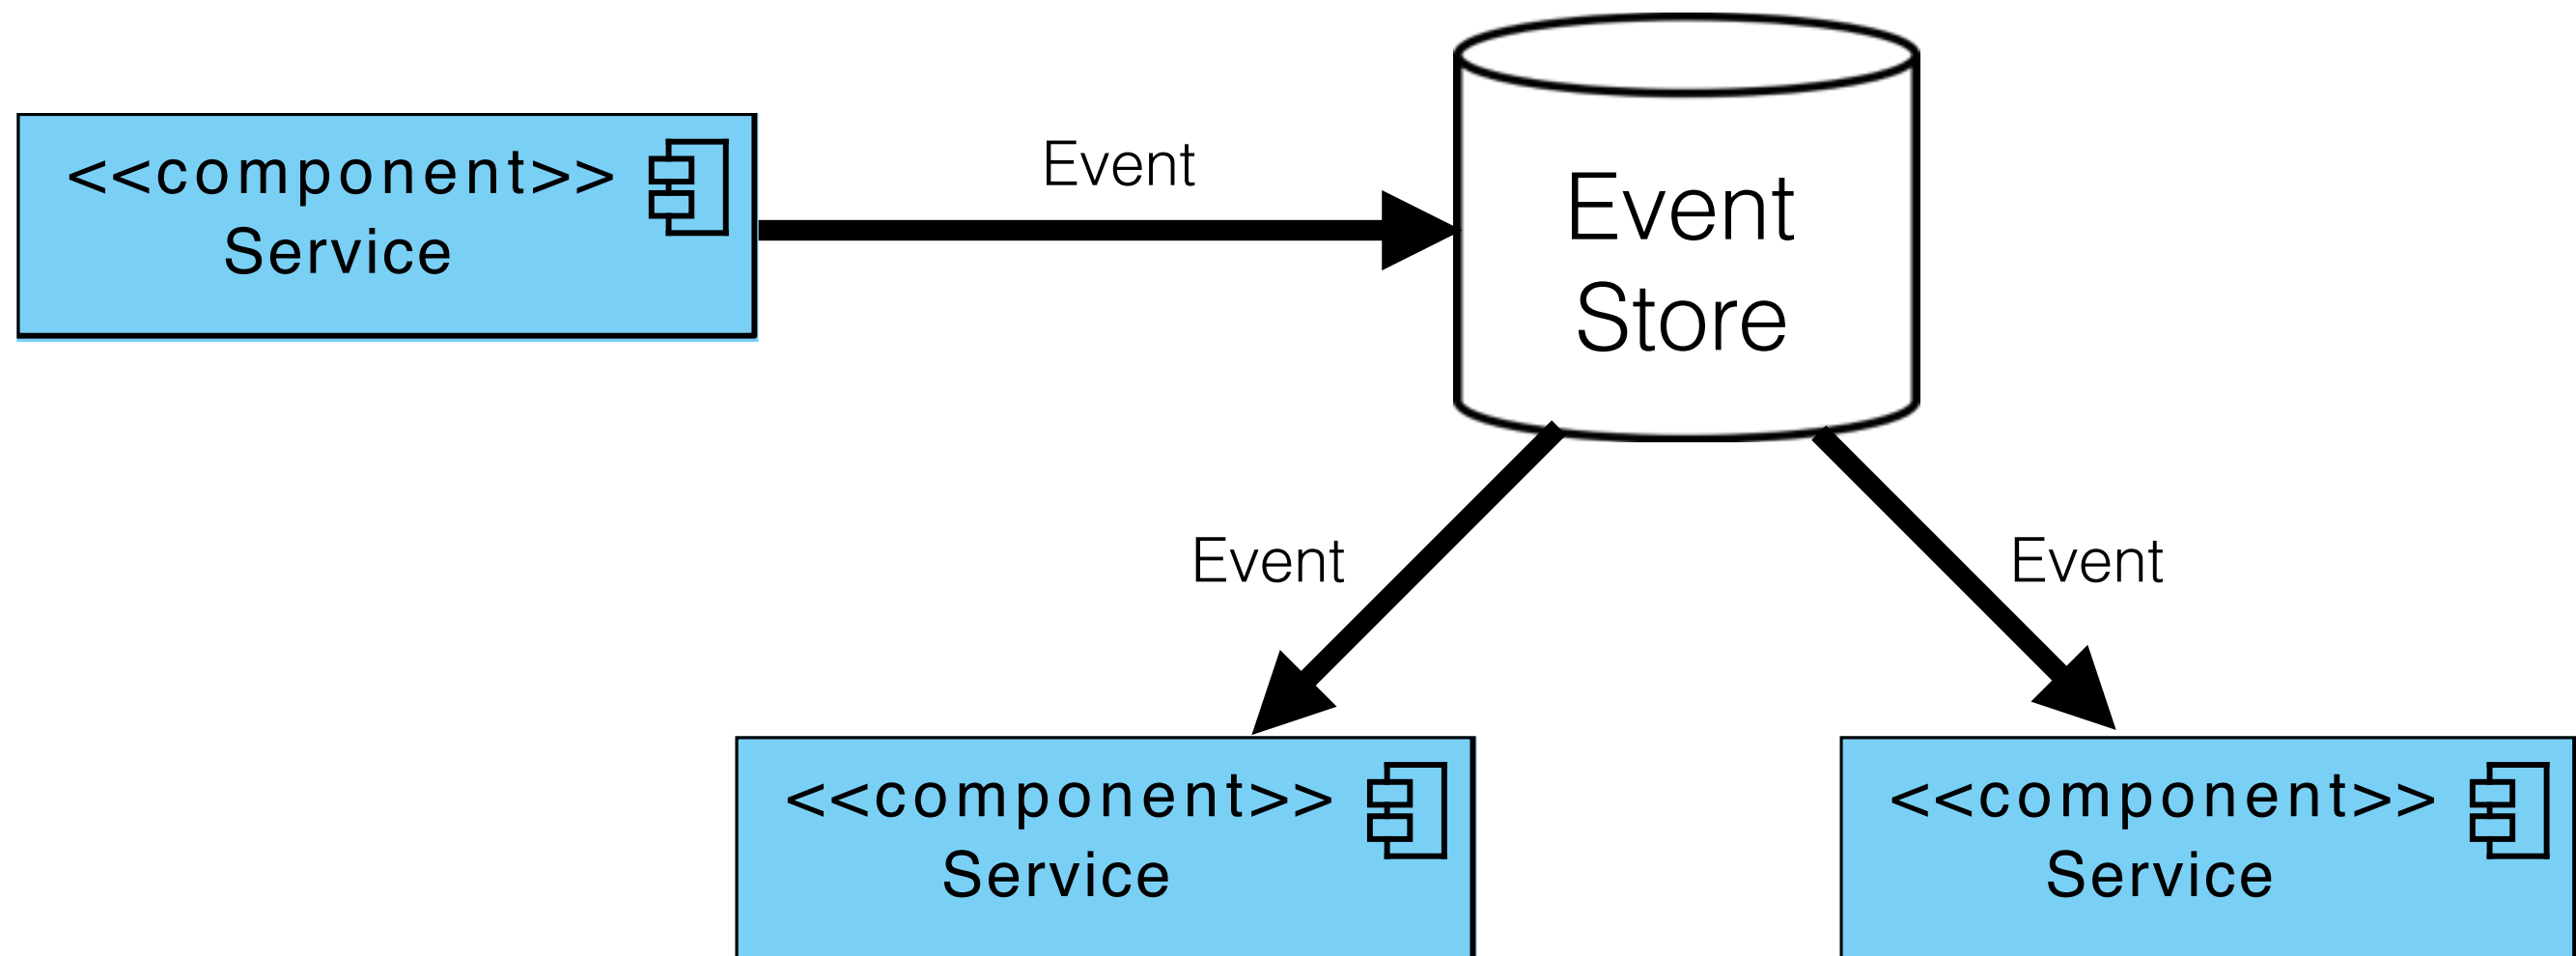 <<component>>
Service
Event
Event
Store
Event
Event
<<component>>
Service
<<component>>
Service